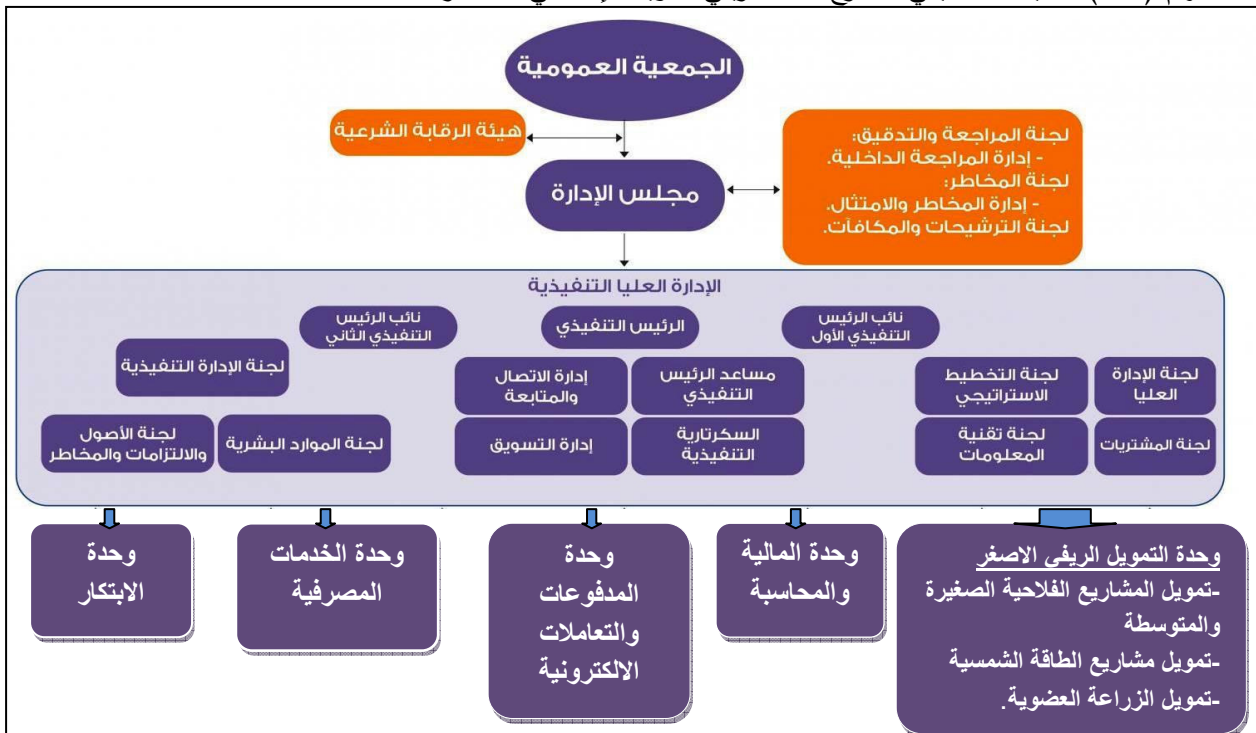 الجمعية العمومية
هيئة الرقابة الشرعية
لجنة المراجعة والتدقيق:
- إدارة المراجعة الداخلية.
لجنة المخاطر:
- إدارة المخاطر والامتثال.
لجنة الترشيحات والمكافآت.
مجلس الإدارة
الإدارة العليا التنفيذية
نائب الرئيس
التنفيذي الأول
الرئيس التنفيذي
نائب الرئيس
التنفيذي الثاني
لجنة الإدارة
العليا
لجنة التخطيط
الاستراتيجي
مساعد الرئيس
التنفيذي
إدارة الاتصال
والمتابعة
لجنة الإدارة التنفيذية
لجنة المشتريات
لجنة تقنية
المعلومات
السكرتارية
التنفيذية
إدارة التسويق
لجنة الموارد البشرية
لجنة الأصول
والالتزامات والمخاطر
وحدة التمويل الريفي الاصغر
-تمويل المشاريع الفلاحية الصغيرة
والمتوسطة
-تمويل مشاريع الطاقة الشمسية
-تمويل الزراعة العضوية.
وحدة المالية
والمحاسبة
وحدة
المدفوعات
والتعاملات
الالكترونية
وحدة الخدمات
المصرفية
وحدة
الابتكار